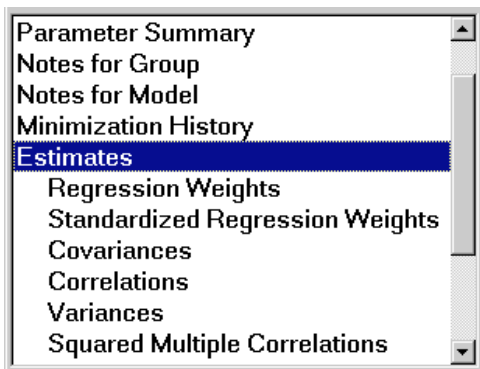 Parameter Summary
Notes for Group
Notes for Model
Minimization History
Estimates
Regression Weights
Standardized Regression Weights
Covariances
Correlations
Variances
Squared Multiple Correlations